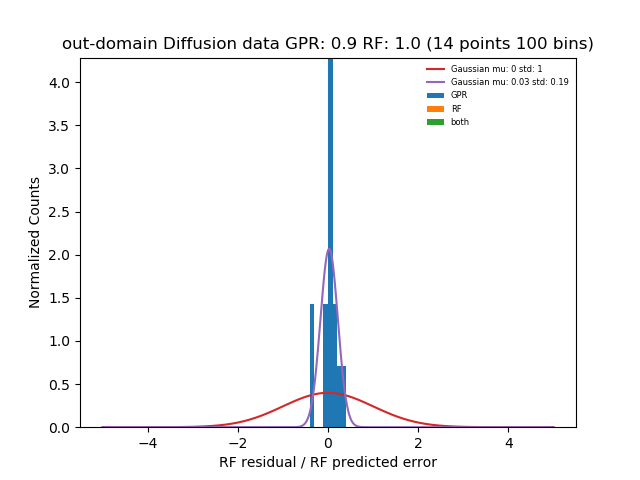 out-domain Diffusion data GPR: 0.9 RF: 1.0 (14 points 100 bins)
Gaussian mu: 0 std: 1
Gaussian mu: 0.03 std: 0.19
GPR
RF
both
Normalized Counts
4.0
3.5
3.0
2.5
2.0
1.5
1.0
0.5
0.0
−4 −2 0 2 4
RF residual / RF predicted error